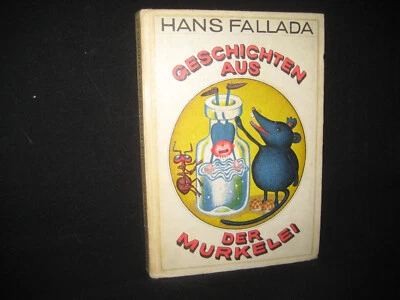 HANS FALLADA
GESCHICHTEN
AUS
DER
MURKELEI